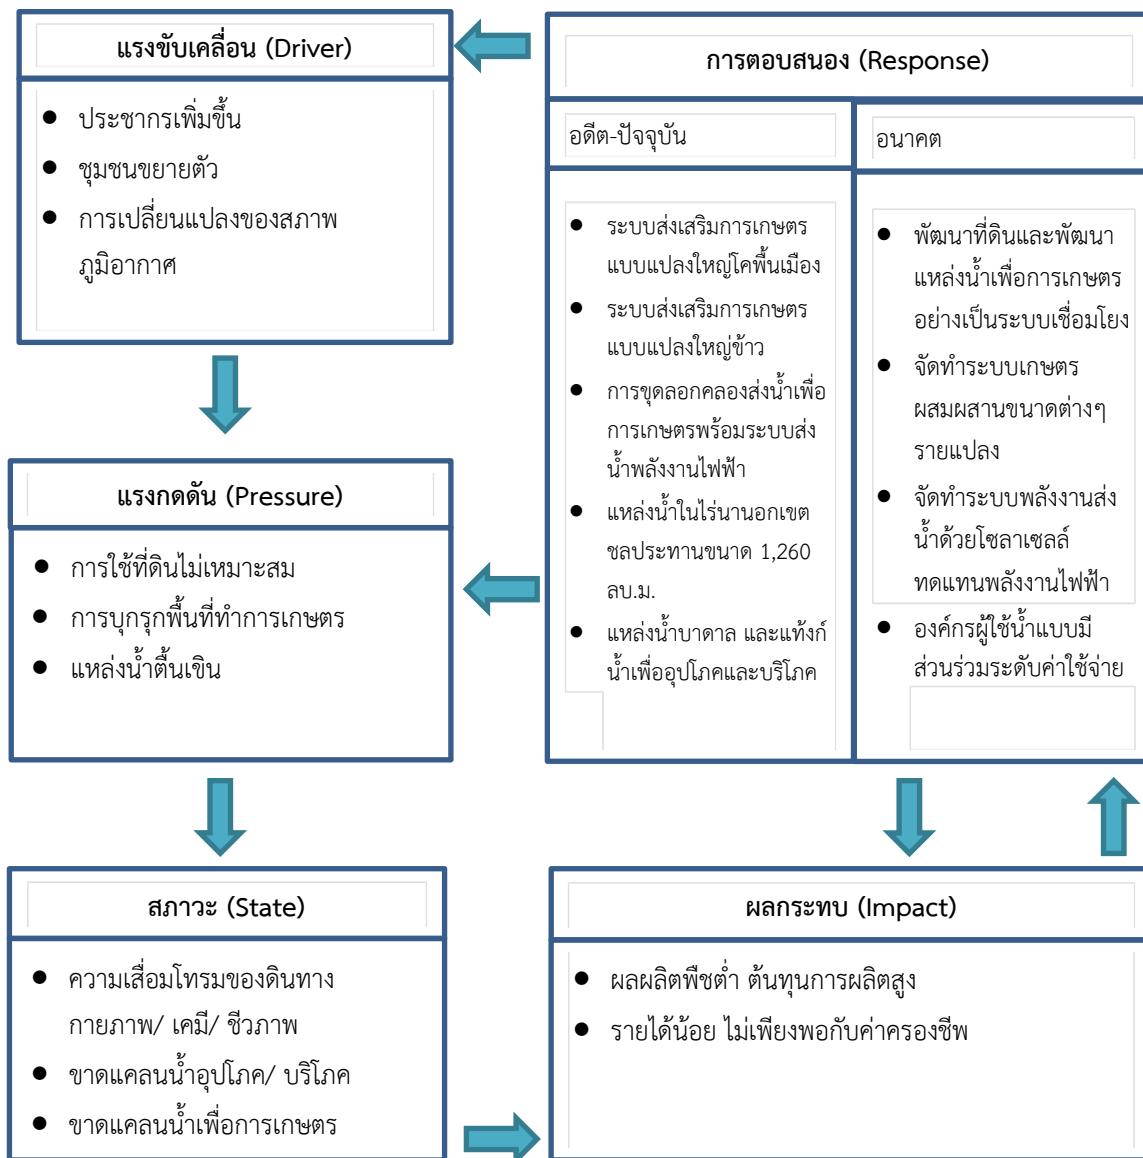 แรงขับเคลื่อน (Driver)
● ประชากรเพิ่มขึ้น
● ชุมชนขยายตัว
● การเปลี่ยนแปลงของสภาพ
ภูมิอากาศ
แรงกดดัน (Pressure)
● การใช้ที่ดินไม่เหมาะสม
● การบุกรุกพื้นที่ทำการเกษตร
● แหล่งน้ำตื้นเขิน
สภาวะ (State)
● ความเสื่อมโทรมของดินทาง
กายภาพ/ เคมี/ ชีวภาพ
● ขาดแคลนน้ำอุปโภค/ บริโภค
● ขาดแคลนน้ำเพื่อการเกษตร
การตอบสนอง (Response)
อดีต-ปัจจุบัน
● ระบบส่งเสริมการเกษตร
แบบแปลงใหญ่โคพื้นเมือง
● ระบบส่งเสริมการเกษตร
แบบแปลงใหญ่ข้าว
● การขุดลอกคลองส่งน้ำเพื่อ
การเกษตรพร้อมระบบส่ง
น้ำพลังงานไฟฟ้า
● แหล่งน้ำในไร่นานอกเขต
ชลประทานขนาด 1,260
ลบ.ม.
● แหล่งน้ำบาดาล และแท้งก์
น้ำเพื่ออุปโภคและบริโภค
อนาคต
● พัฒนาที่ดินและพัฒนา
แหล่งน้ำเพื่อการเกษตร
อย่างเป็นระบบเชื่อมโยง
● จัดทำระบบเกษตร
ผสมผสานขนาดต่างๆ
รายแปลง
● จัดทำระบบพลังงานส่ง
น้ำด้วยโซลาเซลล์
ทดแทนพลังงานไฟฟ้า
● องค์กรผู้ใช้น้ำแบบมี
ส่วนร่วมระดับค่าใช้จ่าย
ผลกระทบ (Impact)
● ผลผลิตพืชต่ำ ต้นทุนการผลิตสูง
● รายได้น้อย ไม่เพียงพอกับค่าครองชีพ